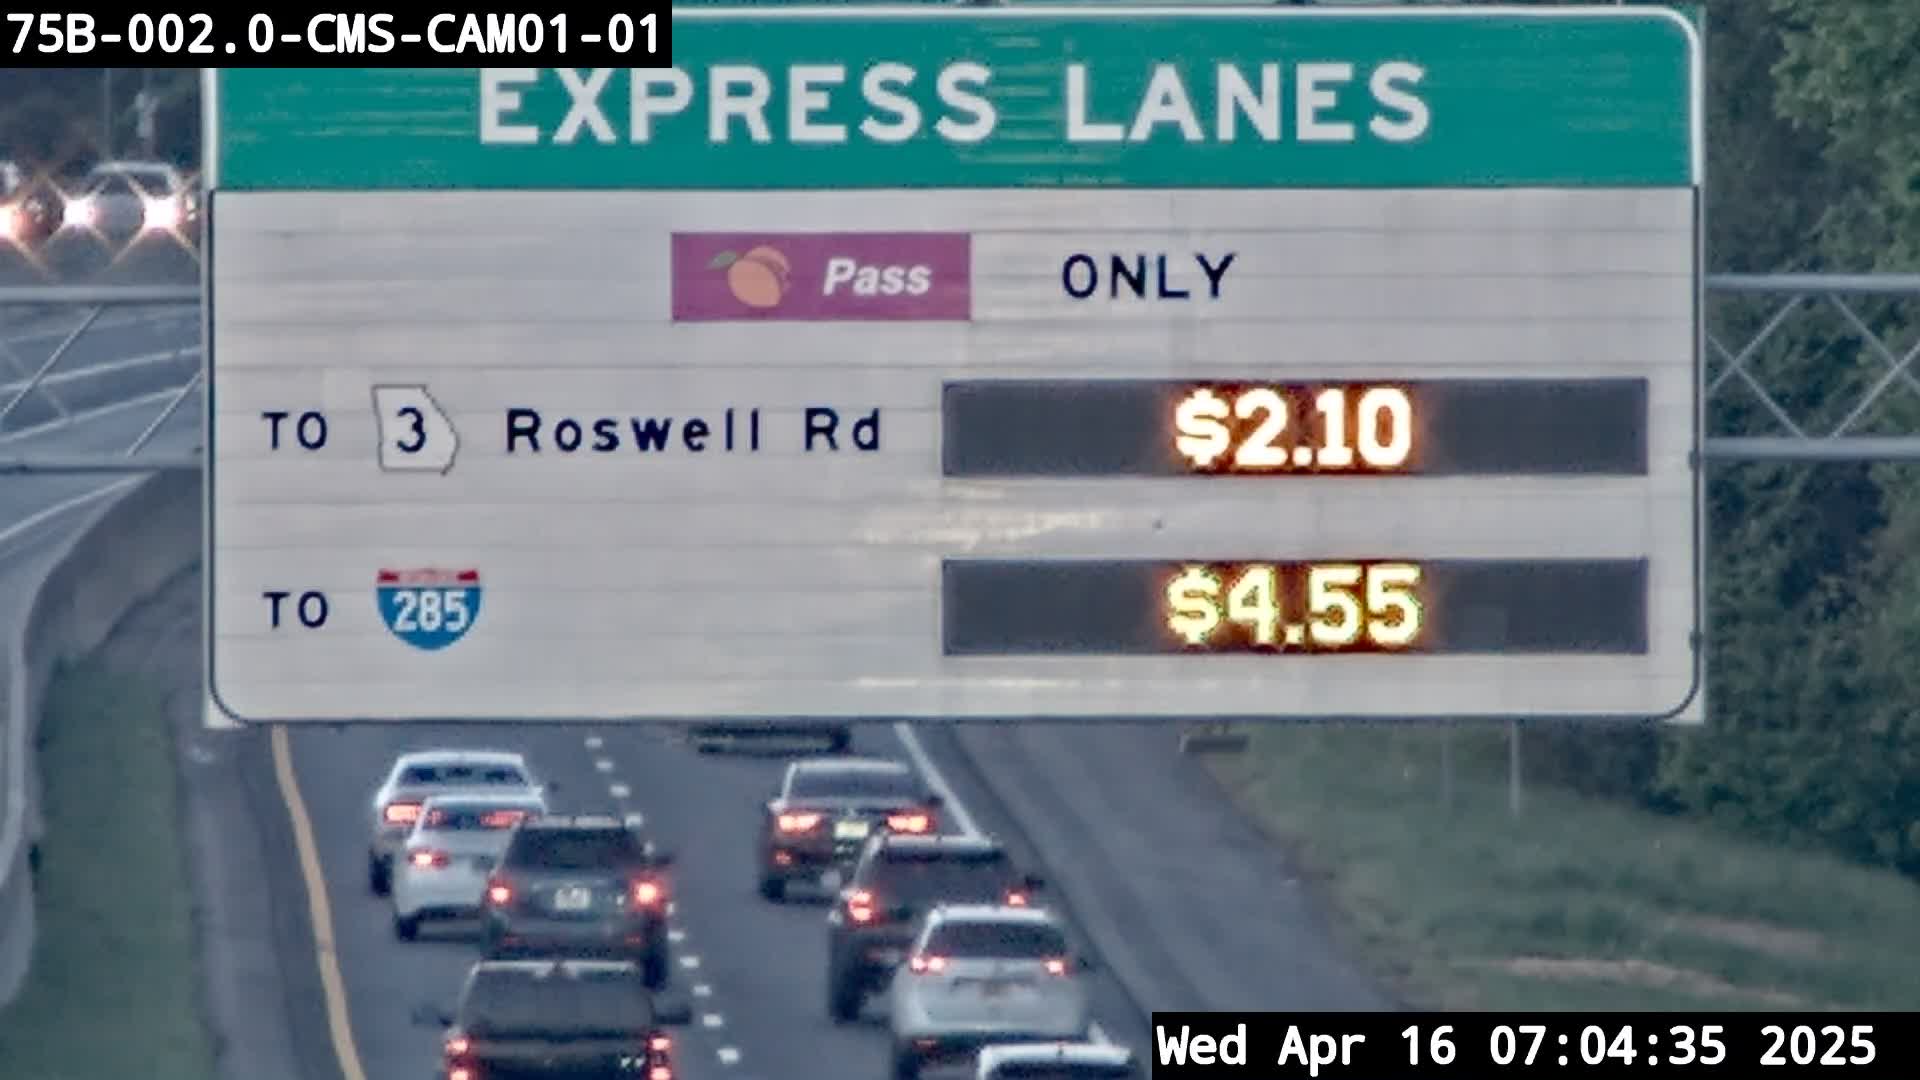 75B-002.0-CMS-CAM01-01
EXPRESS LANES
Pass ONLY
TO 3 Roswell Rd $2.10
TO 285 $4.55
Wed Apr 16 07:04:35 2025